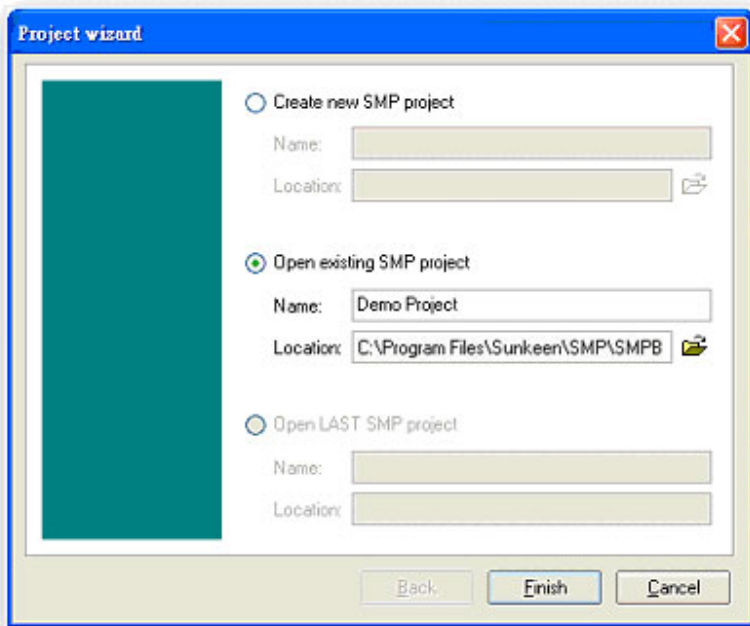 Project wizard
Create new SMP project
Name:
Location:
Open existing SMP project
Name: Demo Project
Location: C:\Program Files\Sunkeen\SMP\SMPB
Open LAST SMP project
Name:
Location:
Back Finish Cancel